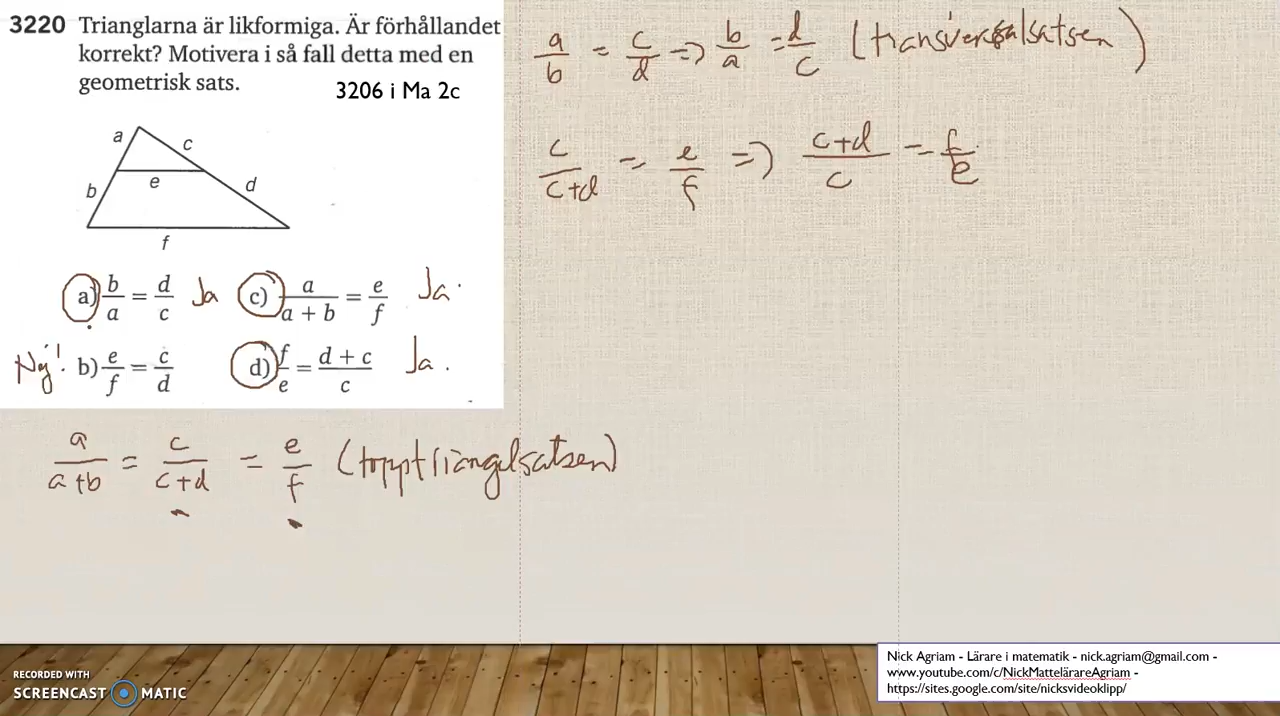 3220 Trianglarna är likformiga. Är förhållandet
korrekt? Motivera i så fall detta med en
geometrisk sats.
3206 i Ma 2c
a
c
e
b
d
f
a) b/a = d/c Ja
c) a/(a + b) = e/f Ja.
Nej! b) e/f = c/d
d) f/e = (d + c)/c Ja.
a/(a+b) = c/(c+d) = e/f (topptriangelsatsen)
a/b = c/d => b/a = d/c (transversalsatsen)
c/(c+d) = e/f => (c+d)/c = f/e
RECORDED WITH
SCREENCAST MATIC
Nick Agriam - Lärare i matematik - nick.agriam@gmail.com -
www.youtube.com/c/NickMattelärareAgriam -
https://sites.google.com/site/nicksvideoklipp/